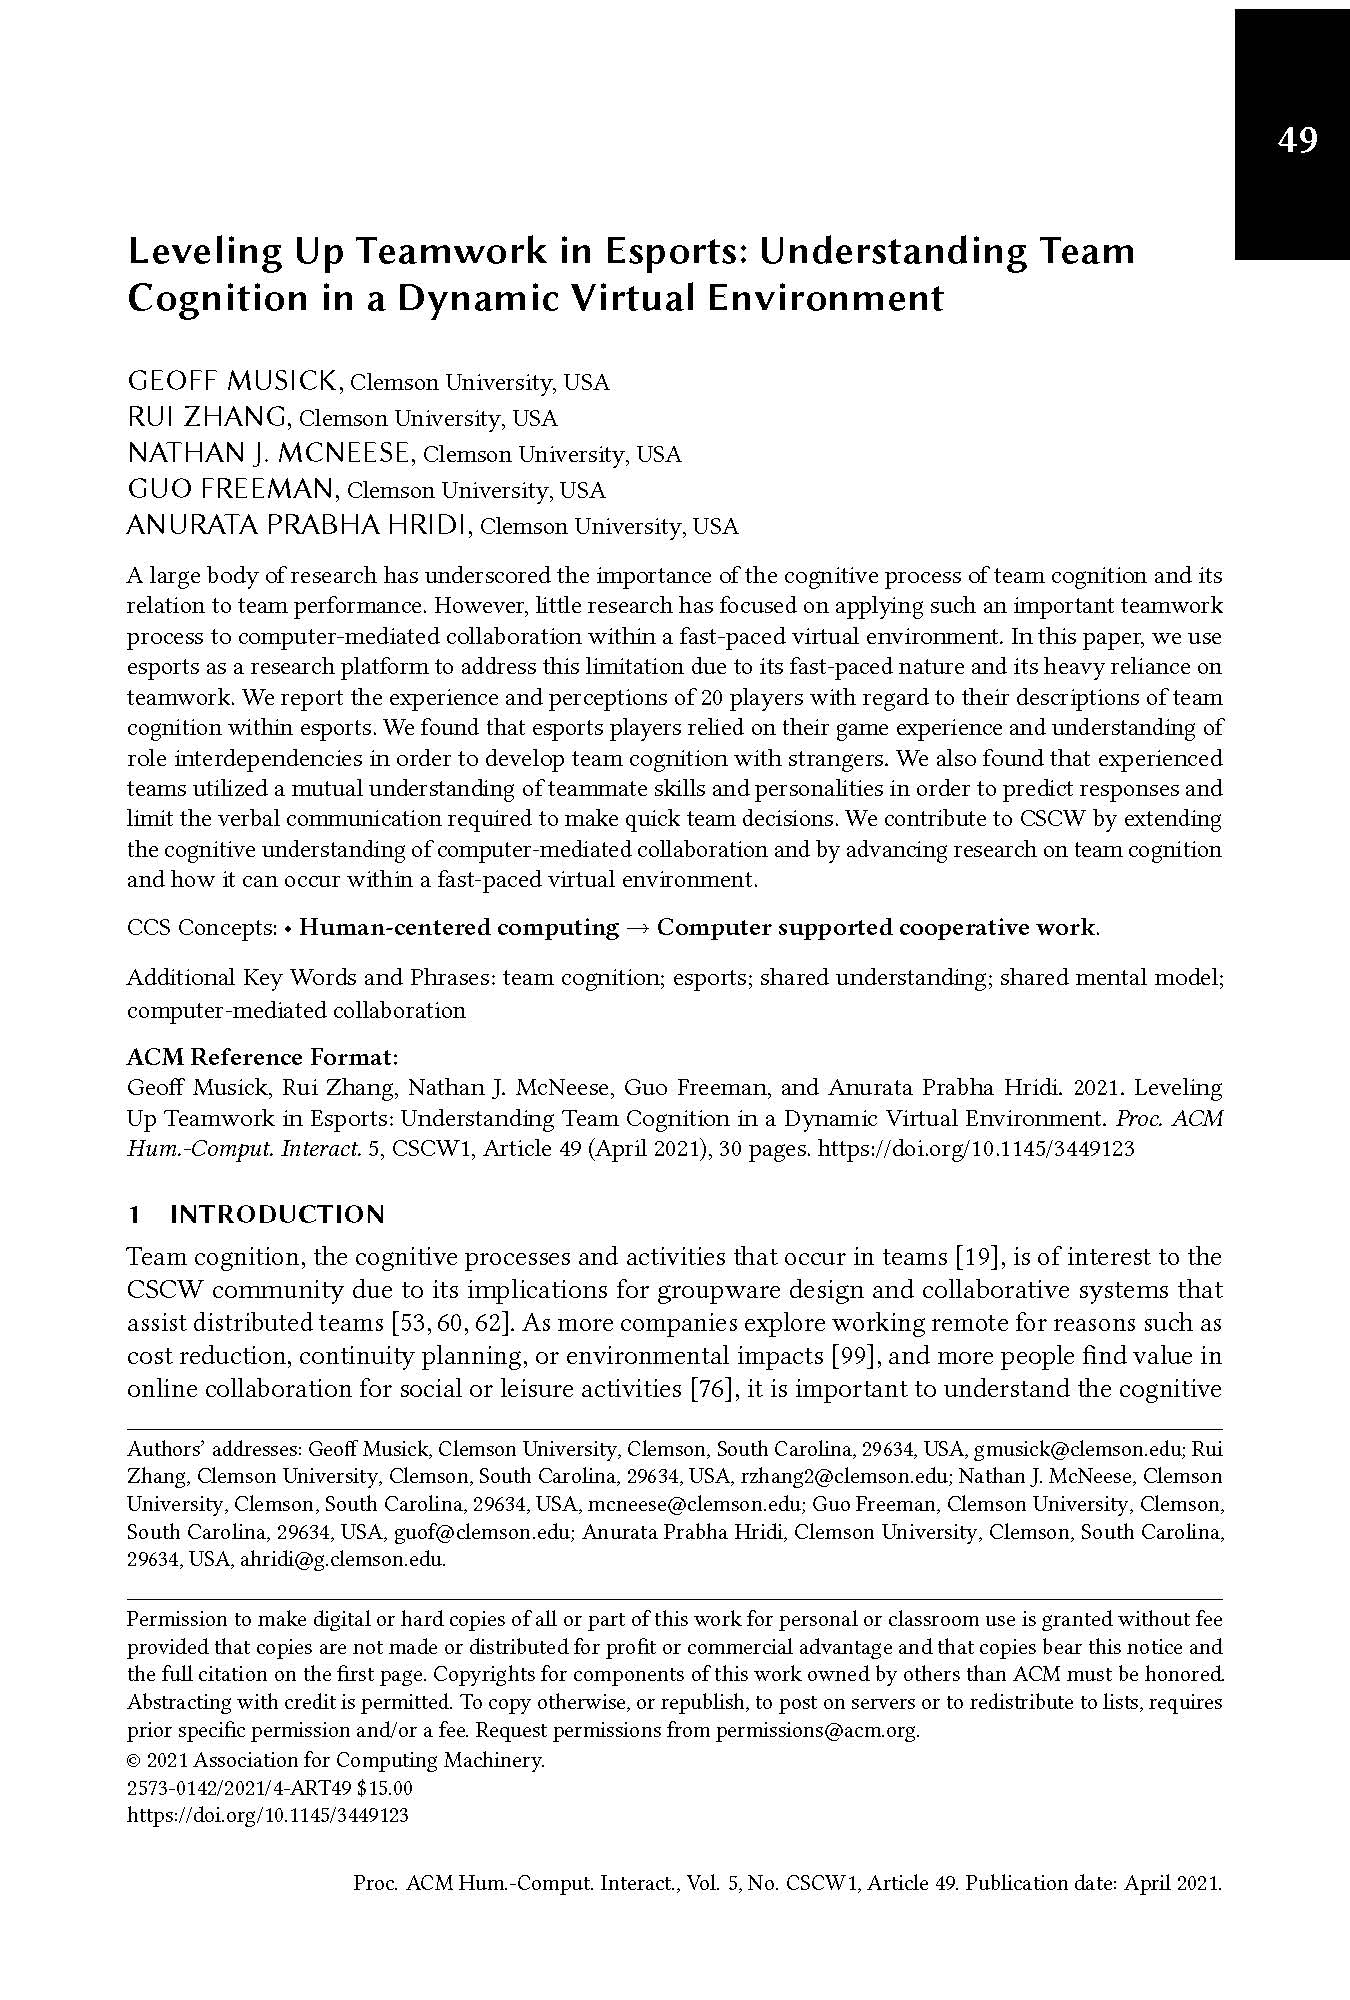 49
Leveling Up Teamwork in Esports: Understanding Team
Cognition in a Dynamic Virtual Environment
GEOFF MUSICK, Clemson University, USA
RUI ZHANG, Clemson University, USA
NATHAN J. MCNEESE, Clemson University, USA
GUO FREEMAN, Clemson University, USA
ANURATA PRABHA HRIDI, Clemson University, USA
A large body of research has underscored the importance of the cognitive process of team cognition and its
relation to team performance. However, little research has focused on applying such an important teamwork
process to computer-mediated collaboration within a fast-paced virtual environment. In this paper, we use
esports as a research platform to address this limitation due to its fast-paced nature and its heavy reliance on
teamwork. We report the experience and perceptions of 20 players with regard to their descriptions of team
cognition within esports. We found that esports players relied on their game experience and understanding of
role interdependencies in order to develop team cognition with strangers. We also found that experienced
teams utilized a mutual understanding of teammate skills and personalities in order to predict responses and
limit the verbal communication required to make quick team decisions. We contribute to CSCW by extending
the cognitive understanding of computer-mediated collaboration and by advancing research on team cognition
and how it can occur within a fast-paced virtual environment.
CCS Concepts: • Human-centered computing → Computer supported cooperative work.
Additional Key Words and Phrases: team cognition; esports; shared understanding; shared mental model;
computer-mediated collaboration
ACM Reference Format:
Geoff Musick, Rui Zhang, Nathan J. McNeese, Guo Freeman, and Anurata Prabha Hridi. 2021. Leveling
Up Teamwork in Esports: Understanding Team Cognition in a Dynamic Virtual Environment. Proc. ACM
Hum.-Comput. Interact. 5, CSCW1, Article 49 (April 2021), 30 pages. https://doi.org/10.1145/3449123
1 INTRODUCTION
Team cognition, the cognitive processes and activities that occur in teams [19], is of interest to the
CSCW community due to its implications for groupware design and collaborative systems that
assist distributed teams [53, 60, 62]. As more companies explore working remote for reasons such as
cost reduction, continuity planning, or environmental impacts [99], and more people find value in
online collaboration for social or leisure activities [76], it is important to understand the cognitive
Authors' addresses: Geoff Musick, Clemson University, Clemson, South Carolina, 29634, USA, gmusick@clemson.edu; Rui
Zhang, Clemson University, Clemson, South Carolina, 29634, USA, rzhang2@clemson.edu; Nathan J. McNeese, Clemson
University, Clemson, South Carolina, 29634, USA, mcneese@clemson.edu; Guo Freeman, Clemson University, Clemson,
South Carolina, 29634, USA, guof@clemson.edu; Anurata Prabha Hridi, Clemson University, Clemson, South Carolina,
29634, USA, ahridi@g.clemson.edu.
Permission to make digital or hard copies of all or part of this work for personal or classroom use is granted without fee
provided that copies are not made or distributed for profit or commercial advantage and that copies bear this notice and
the full citation on the first page. Copyrights for components of this work owned by others than ACM must be honored.
Abstracting with credit is permitted. To copy otherwise, or republish, to post on servers or to redistribute to lists, requires
prior specific permission and/or a fee. Request permissions from permissions@acm.org.
© 2021 Association for Computing Machinery.
2573-0142/2021/4-ART49 $15.00
https://doi.org/10.1145/3449123
Proc. ACM Hum.-Comput. Interact., Vol. 5, No. CSCW1, Article 49. Publication date: April 2021.